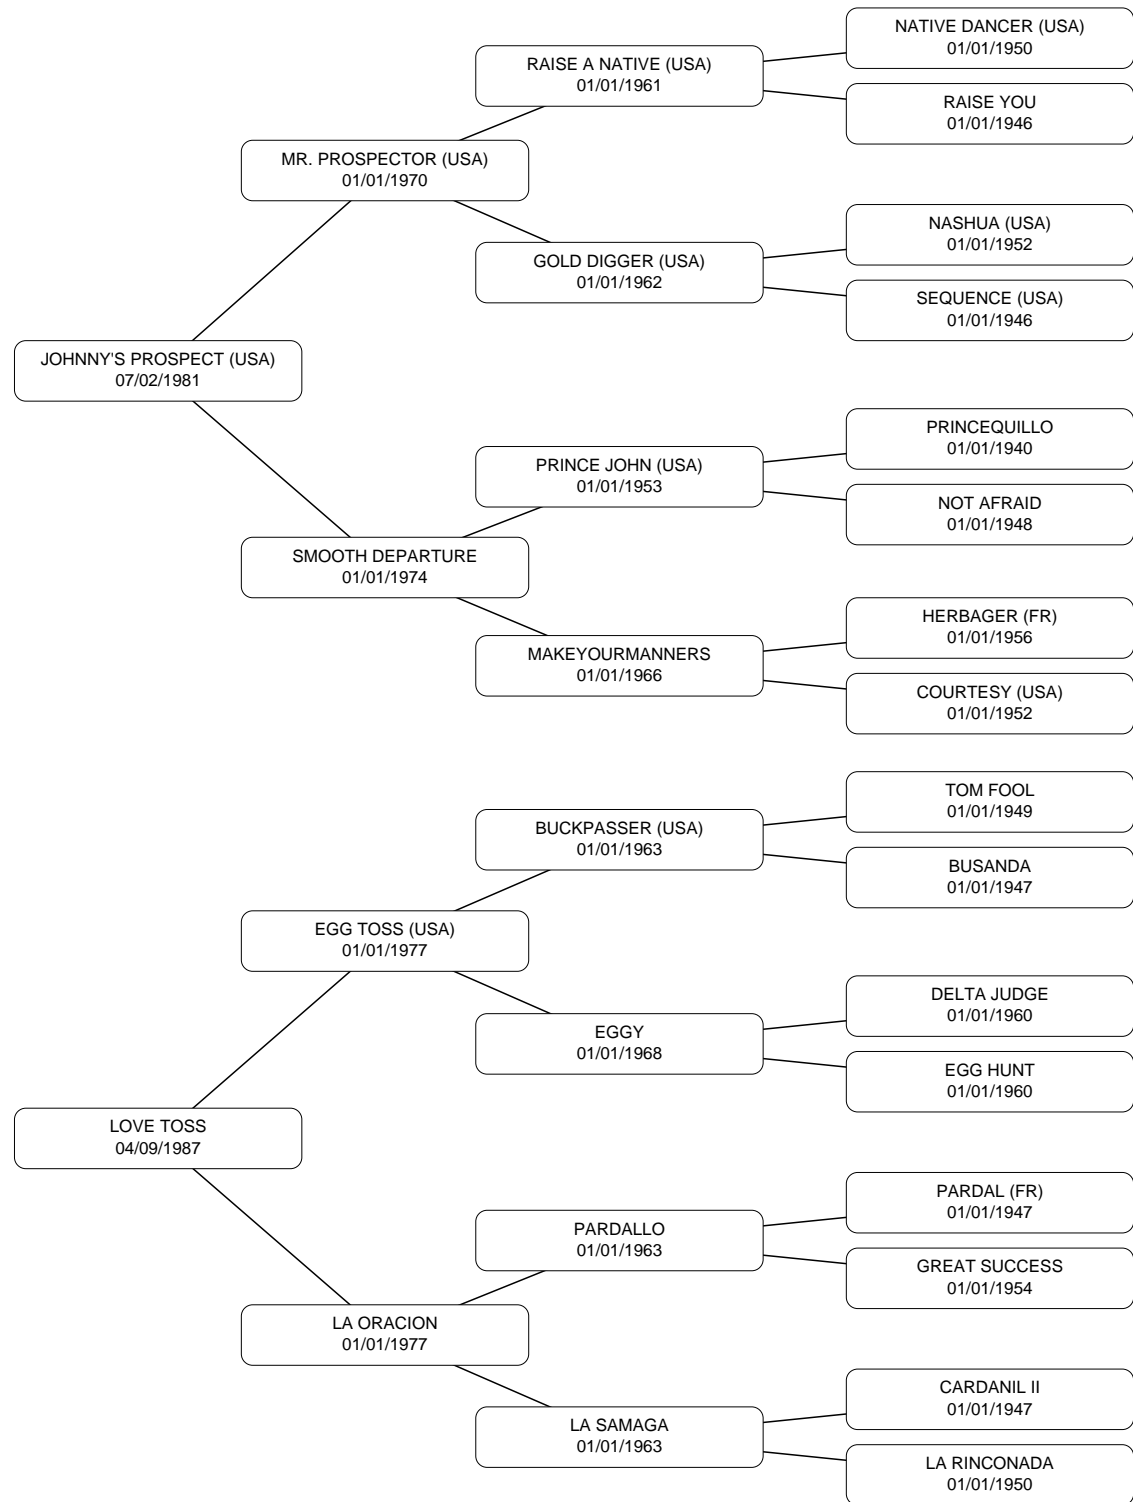 NATIVE DANCER (USA)
01/01/1950
RAISE A NATIVE (USA)
01/01/1961
RAISE YOU
01/01/1946
MR. PROSPECTOR (USA)
01/01/1970
NASHUA (USA)
01/01/1952
GOLD DIGGER (USA)
01/01/1962
SEQUENCE (USA)
01/01/1946
JOHNNY'S PROSPECT (USA)
07/02/1981
PRINCEQUILLO
01/01/1940
PRINCE JOHN (USA)
01/01/1953
NOT AFRAID
01/01/1948
SMOOTH DEPARTURE
01/01/1974
HERBAGER (FR)
01/01/1956
MAKEYOURMANNERS
01/01/1966
COURTESY (USA)
01/01/1952
TOM FOOL
01/01/1949
BUCKPASSER (USA)
01/01/1963
BUSANDA
01/01/1947
EGG TOSS (USA)
01/01/1977
DELTA JUDGE
01/01/1960
EGGY
01/01/1968
EGG HUNT
01/01/1960
LOVE TOSS
04/09/1987
PARDAL (FR)
01/01/1947
PARDALLO
01/01/1963
GREAT SUCCESS
01/01/1954
LA ORACION
01/01/1977
CARDANIL II
01/01/1947
LA SAMAGA
01/01/1963
LA RINCONADA
01/01/1950